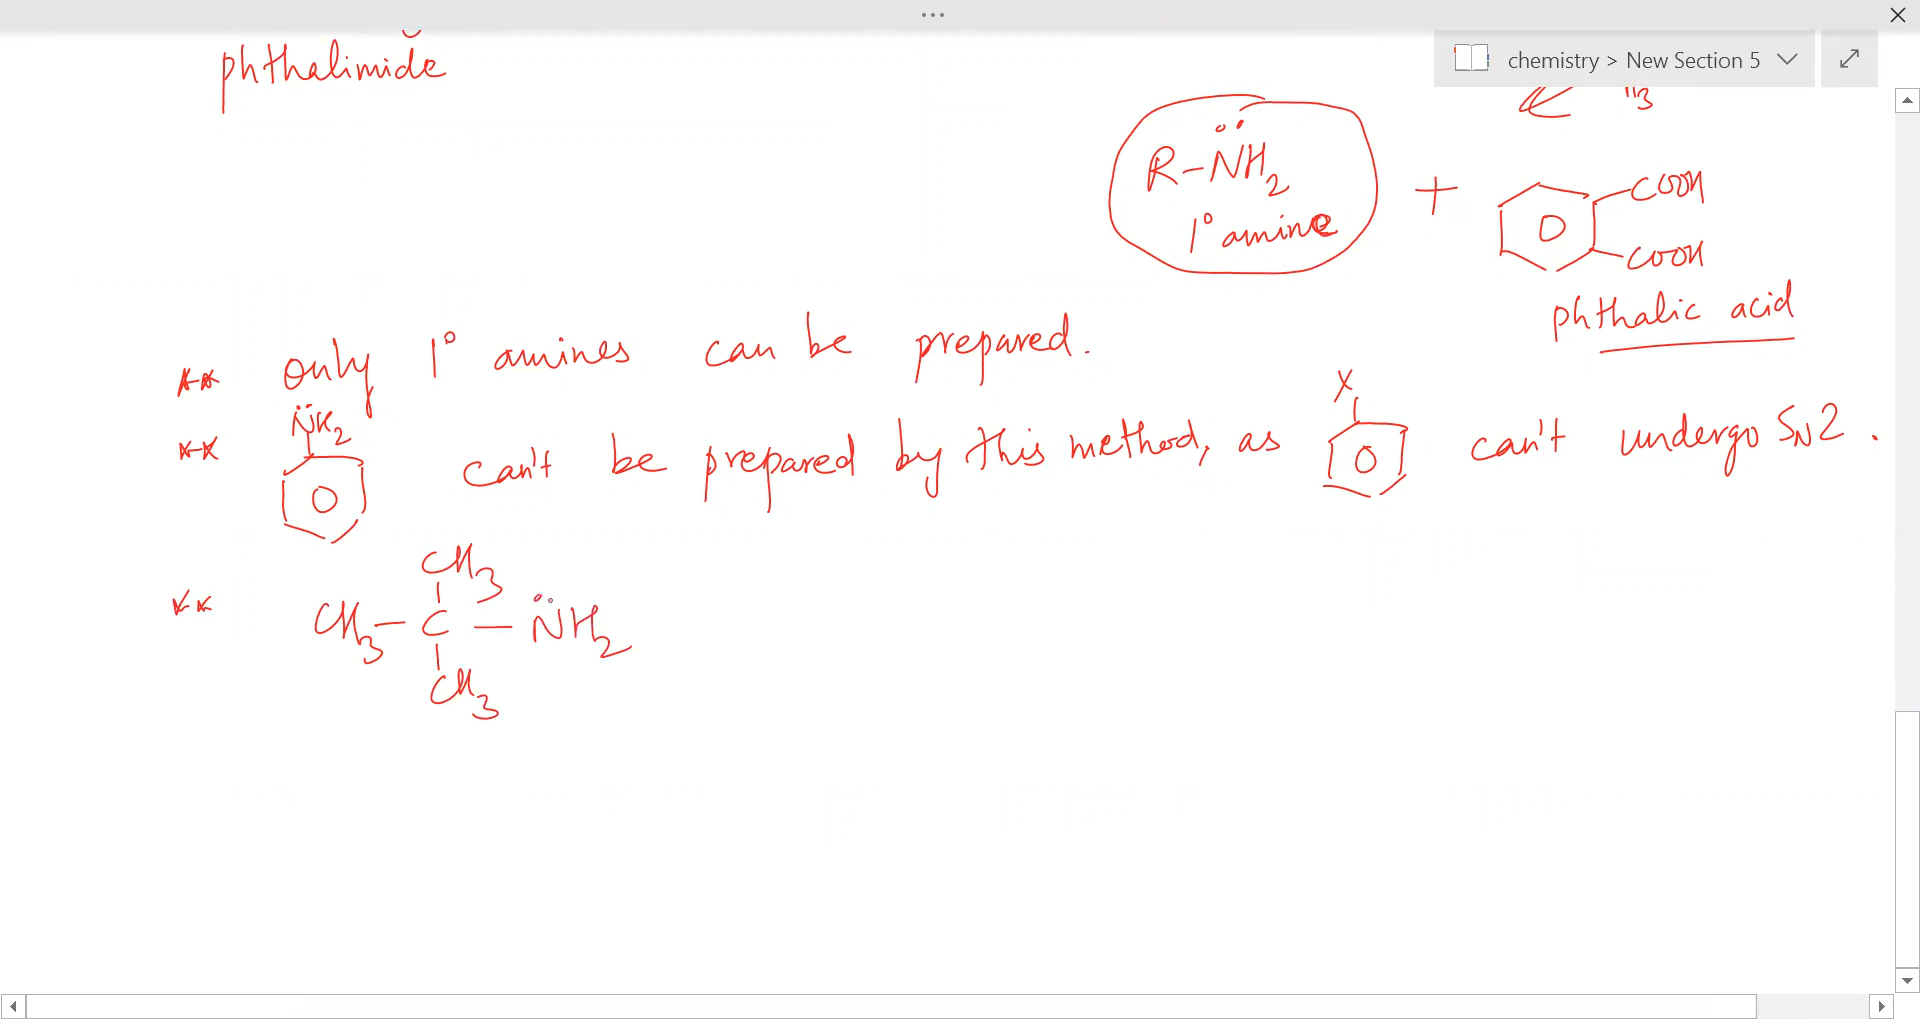 phthalimide
chemistry > New Section 5
R-NH2
1° amine
+
COOH
COOH
phthalic acid
** only 1° amines can be prepared.
** NH2 can't be prepared by this method, as X can't undergo SN2.
CH3
** CH3-C-NH2
CH3